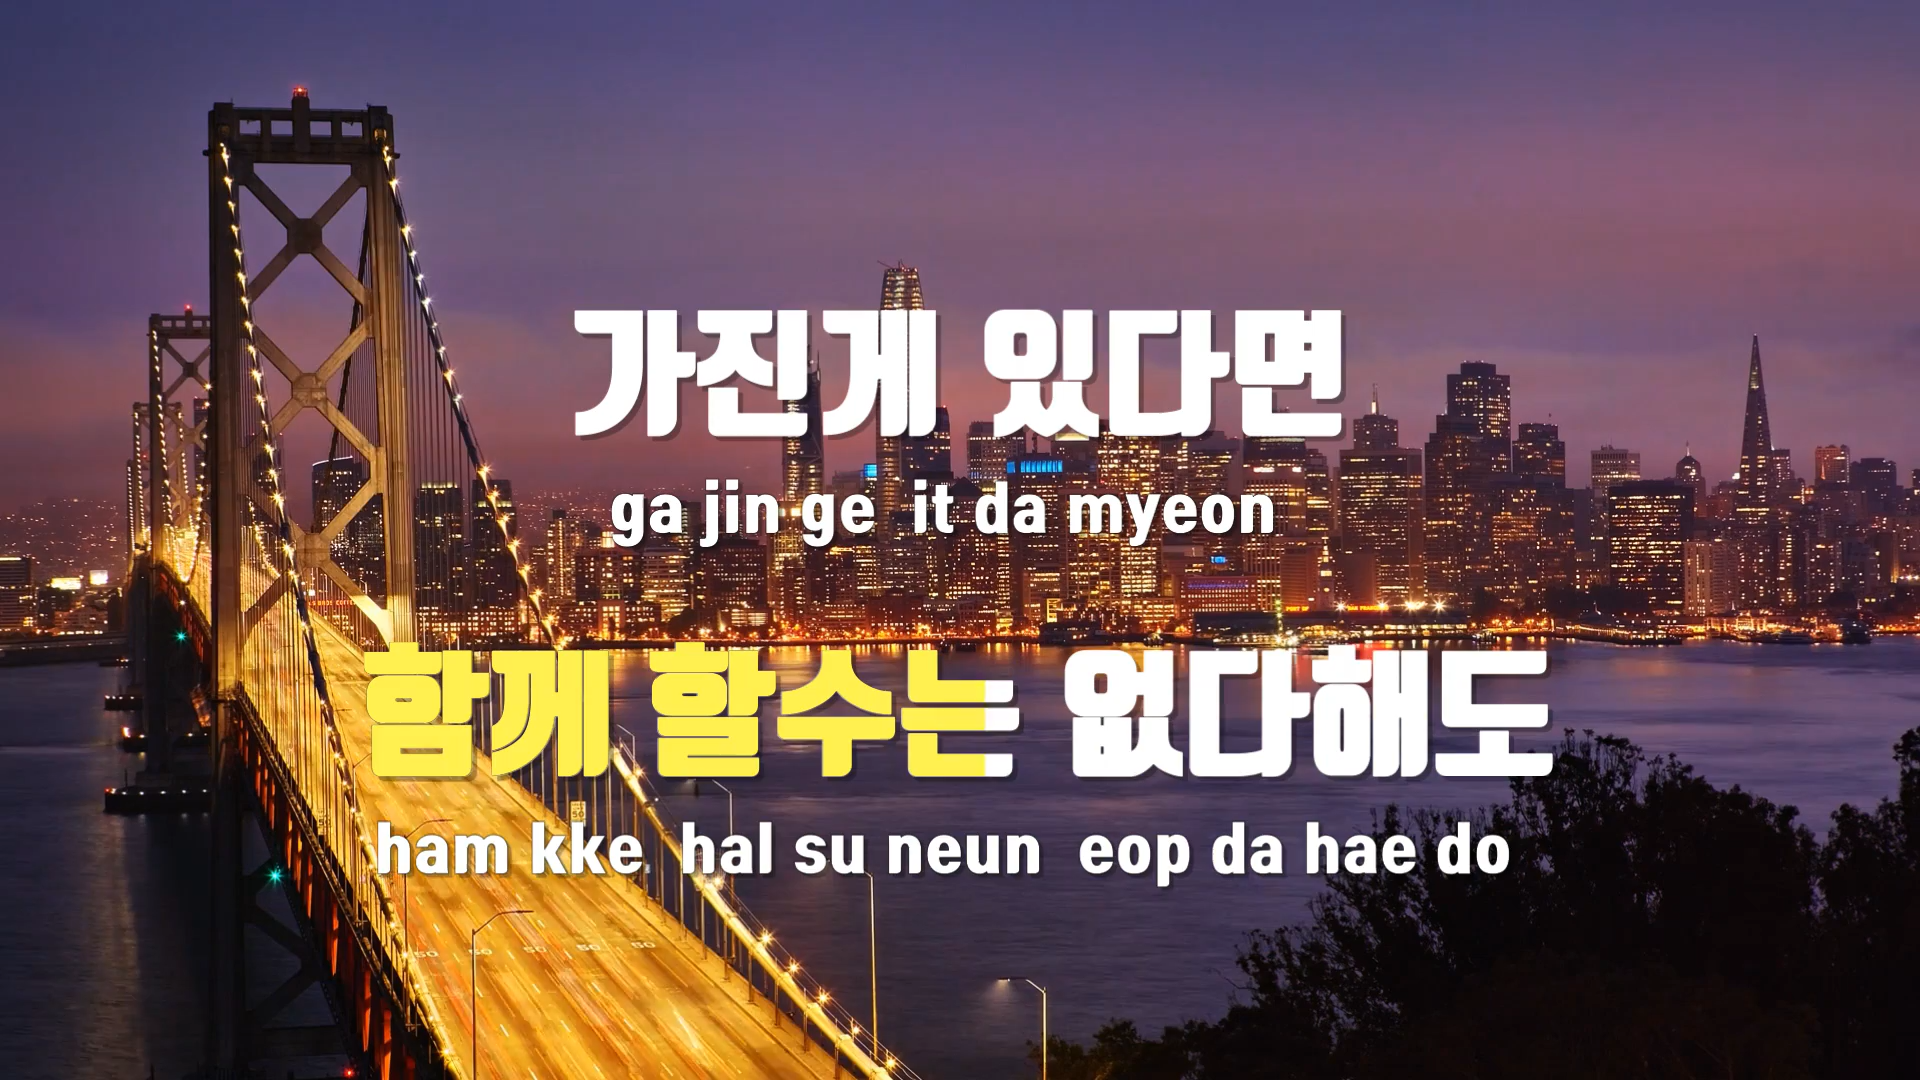 가진게 있다면
ga jin ge it da myeon
함께 할수는 없다해도
ham kke hal su neun eop da hae do